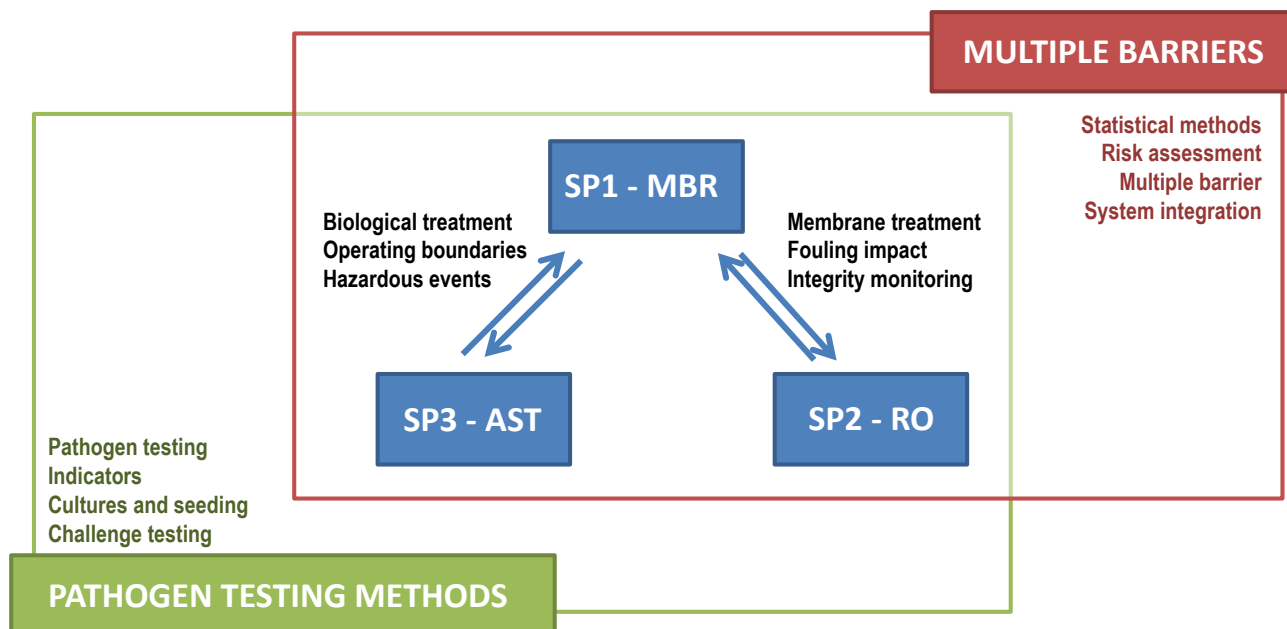 MULTIPLE BARRIERS
Statistical methods
Risk assessment
Multiple barrier
System integration
SP1 - MBR
Biological treatment
Operating boundaries
Hazardous events
Membrane treatment
Fouling impact
Integrity monitoring
SP3 - AST
SP2 - RO
Pathogen testing
Indicators
Cultures and seeding
Challenge testing
PATHOGEN TESTING METHODS